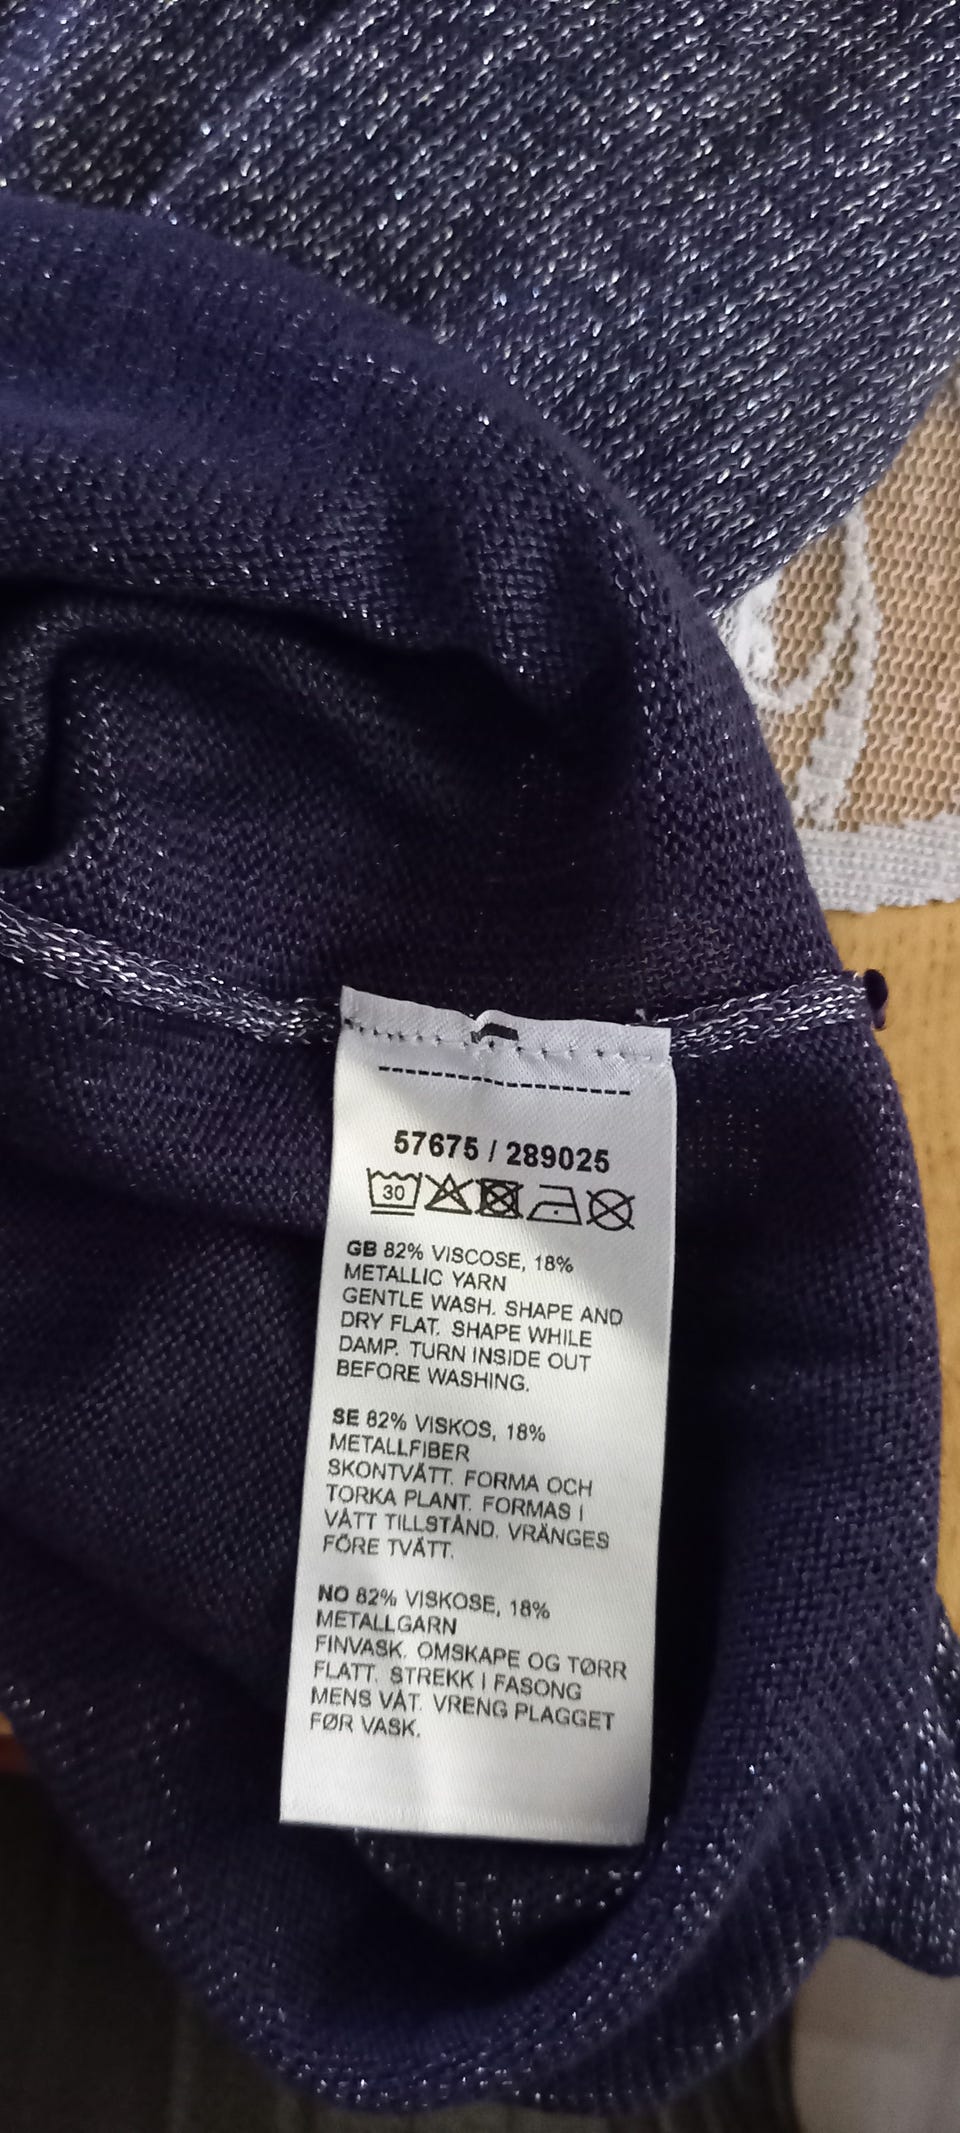 57675 / 289025
30
GB 82% VISCOSE, 18%
METALLIC YARN
GENTLE WASH. SHAPE AND
DRY FLAT. SHAPE WHILE
DAMP. TURN INSIDE OUT
BEFORE WASHING.
SE 82% VISKOS, 18%
METALLFIBER
SKONTVÄTT. FORMA OCH
TORKA PLANT. FORMAS I
VÅTT TILLSTÅND. VRÄNGES
FÖRE TVÄTT.
NO 82% VISKOSE, 18%
METALLGARN
FINVASK. OMSKAPE OG TØRR
FLATT. STREKK I FASONG
MENS VÅT. VRENG PLAGGET
FØR VASK.